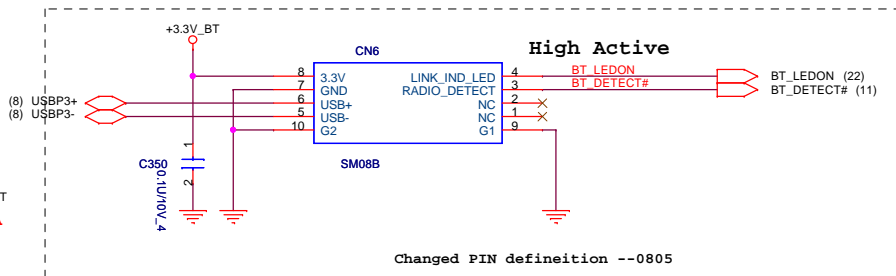 +3.3V_BT
CN6
High Active
8 3.3V LINK_IND_LED 4 BT_LEDON BT_LEDON (22)
7 GND RADIO_DETECT 3 BT_DETECT# BT_DETECT# (11)
(8) USBP3+ 6 USB+ NC 2
(8) USBP3- 5 USB- NC 1
10 G2 G1 9
1
C350
SM08B
0.1U/10V_4
2
T
Changed PIN defineition --0805